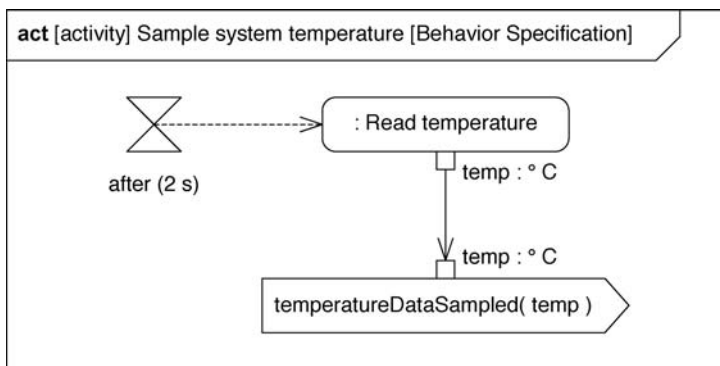 act [activity] Sample system temperature [Behavior Specification]
: Read temperature
after (2 s)
temp : ° C
temp : ° C
temperatureDataSampled( temp )